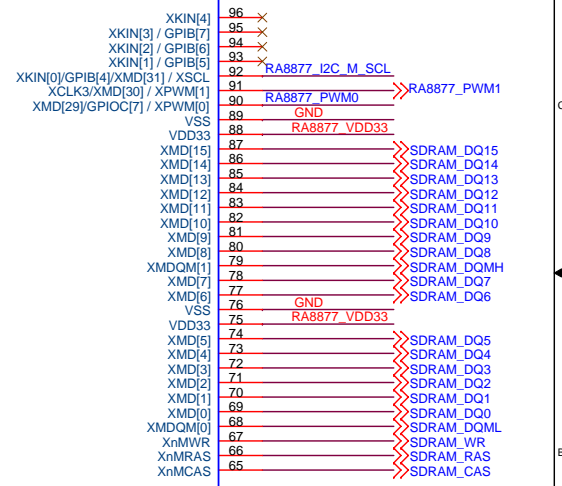 XKIN[4] 96
XKIN[3] / GPIB[7] 95
XKIN[2] / GPIB[6] 94
XKIN[1] / GPIB[5] 93
XKIN[0]/GPIB[4]/XMD[31] / XSCL 92 RA8877_I2C_M_SCL
XCLK3/XMD[30] / XPWM[1] 91 RA8877_PWM1
XMD[29]/GPIOC[7] / XPWM[0] 90 RA8877_PWM0
C
VSS 89 GND
VDD33 88 RA8877_VDD33
XMD[15] 87 SDRAM_DQ15
XMD[14] 86 SDRAM_DQ14
XMD[13] 85 SDRAM_DQ13
XMD[12] 84 SDRAM_DQ12
XMD[11] 83 SDRAM_DQ11
XMD[10] 82 SDRAM_DQ10
XMD[9] 81 SDRAM_DQ9
XMD[8] 80 SDRAM_DQ8
XMDQM[1] 79 SDRAM_DQMH
XMD[7] 78 SDRAM_DQ7
XMD[6] 77 SDRAM_DQ6
VSS 76 GND
VDD33 75 RA8877_VDD33
XMD[5] 74 SDRAM_DQ5
XMD[4] 73 SDRAM_DQ4
XMD[3] 72 SDRAM_DQ3
XMD[2] 71 SDRAM_DQ2
XMD[1] 70 SDRAM_DQ1
XMD[0] 69 SDRAM_DQ0
XMDQM[0] 68 SDRAM_DQML
XnMWR 67 SDRAM_WR
XnMRAS 66 SDRAM_RAS
B
XnMCAS 65 SDRAM_CAS